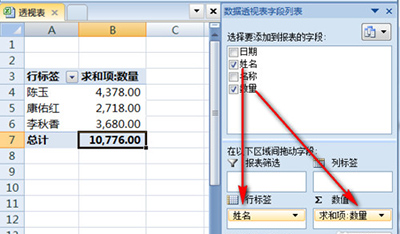 透视表
数据透视表字段列表
A
B
C
选择要添加到报表的字段:
1
2
3 行标签 求和项:数量
4 陈玉 4,378.00
5 康佑红 2,718.00
6 李秋香 3,680.00
7 总计 10,776.00
8
9
10
11
12
日期
姓名
名称
数量
在以下区域间拖动字段:
报表筛选
列标签
行标签
Σ 数值
姓名
求和项:数量